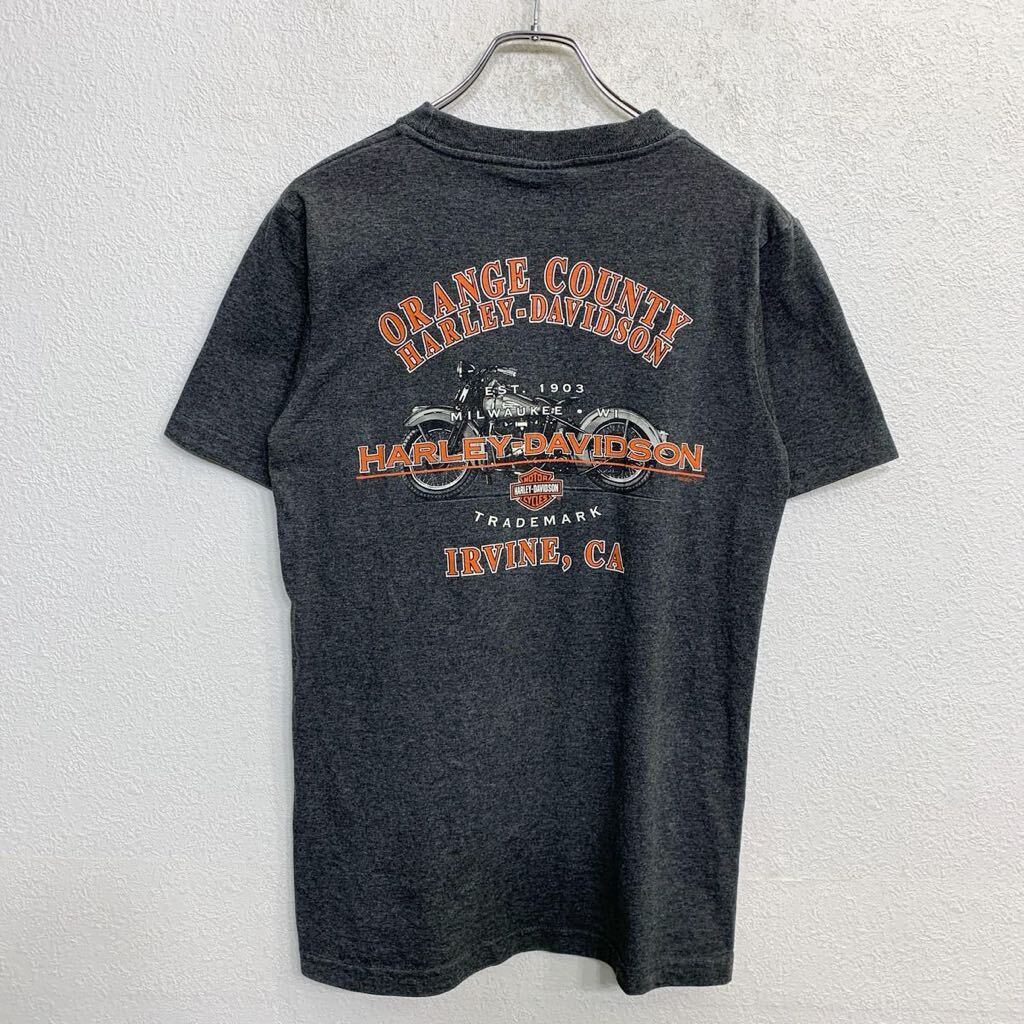 ORANGE COUNTY
HARLEY-DAVIDSON
EST. 1903
MILWAUKEE • WI
HARLEY-DAVIDSON
MOTOR
HARLEY-DAVIDSON
CYCLES
TRADEMARK
IRVINE, CA